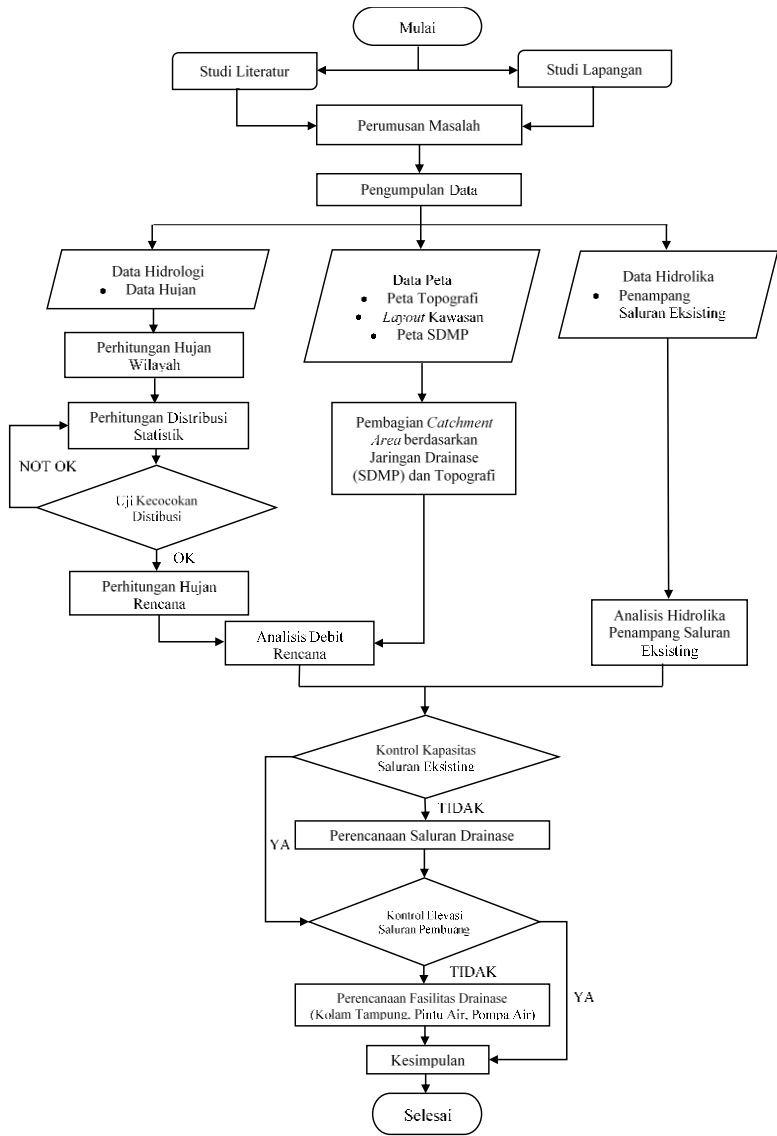 Mulai
Studi Literatur
Studi Lapangan
Perumusan Masalah
Pengumpulan Data
Data Hidrologi
• Data Hujan
Data Peta
• Peta Topografi
• Layout Kawasan
• Peta SDMP
Data Hidrolika
• Penampang
Saluran Eksisting
Perhitungan Hujan
Wilayah
Perhitungan Distribusi
Statistik
NOT OK
Uji Kecocokan
Distibusi
OK
Perhitungan Hujan
Rencana
Pembagian Catchment
Area berdasarkan
Jaringan Drainase
(SDMP) dan Topografi
Analisis Debit
Rencana
Analisis Hidrolika
Penampang Saluran
Eksisting
Kontrol Kapasitas
Saluran Eksisting
TIDAK
YA
Perencanaan Saluran Drainase
Kontrol Elevasi
Saluran Pembuang
TIDAK
YA
Perencanaan Fasilitas Drainase
(Kolam Tampung, Pintu Air, Pompa Air)
Kesimpulan
Selesai